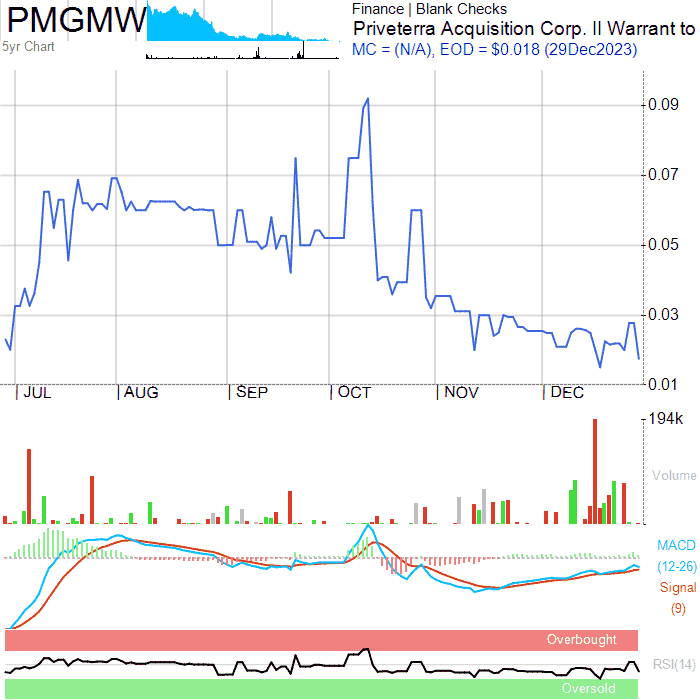 PMGMW
5yr Chart
Finance | Blank Checks
Priveterra Acquisition Corp. II Warrant to
MC = (N/A), EOD = $0.018 (29Dec2023)
0.09
0.07
0.05
0.03
0.01
JUL AUG SEP OCT NOV DEC
194k
Volume
MACD
(12-26)
Signal
(9)
Overbought
RSI(14)
Oversold